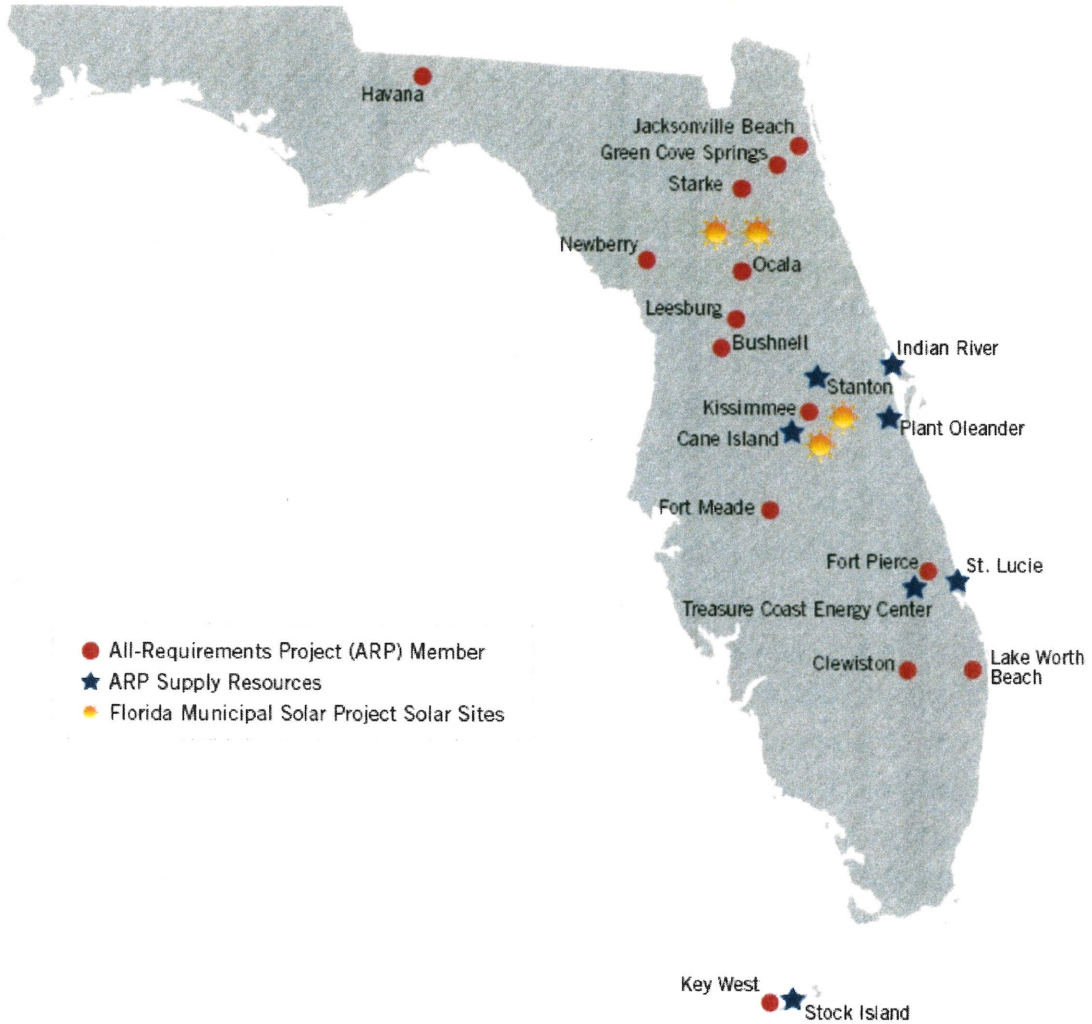 Havana
Jacksonville Beach
Green Cove Springs
Starke
Newberry
Ocala
Leesburg
Bushnell
Indian River
Stanton
Kissimmee
Plant Oleander
Cane Island
Fort Meade
Fort Pierce
St. Lucie
Treasure Coast Energy Center
Clewiston
Lake Worth
Beach
All-Requirements Project (ARP) Member
ARP Supply Resources
Florida Municipal Solar Project Solar Sites
Key West
Stock Island